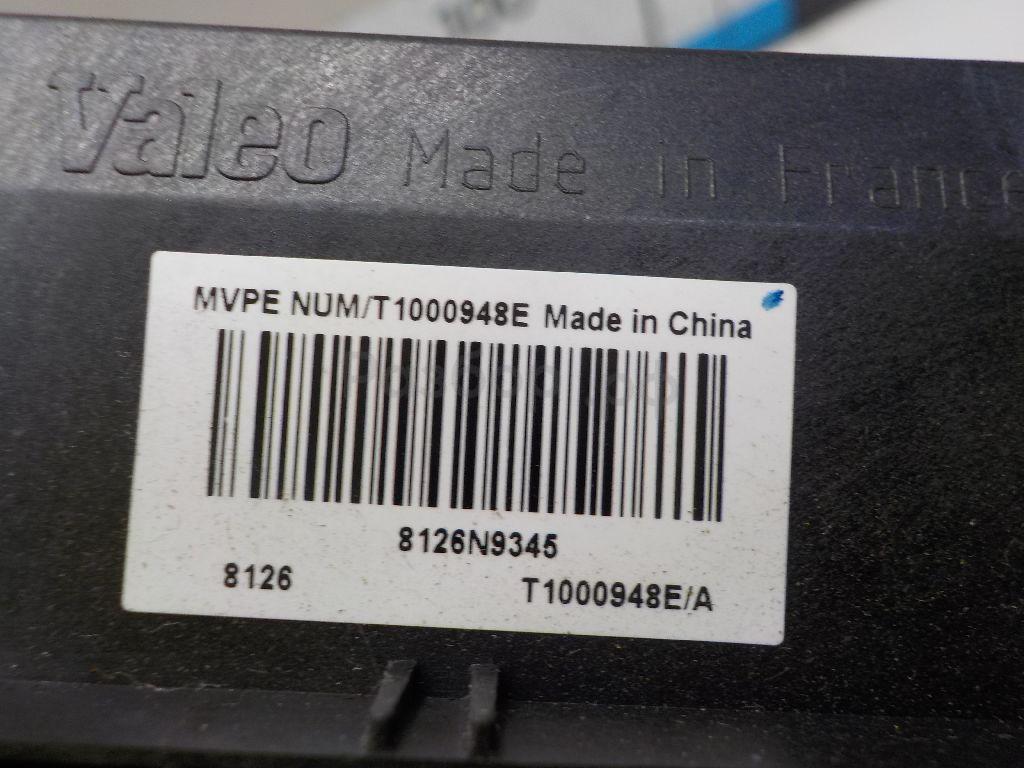 Valeo Made in France
MVPE NUM/T1000948E Made in China
8126N9345
8126
T1000948E/A